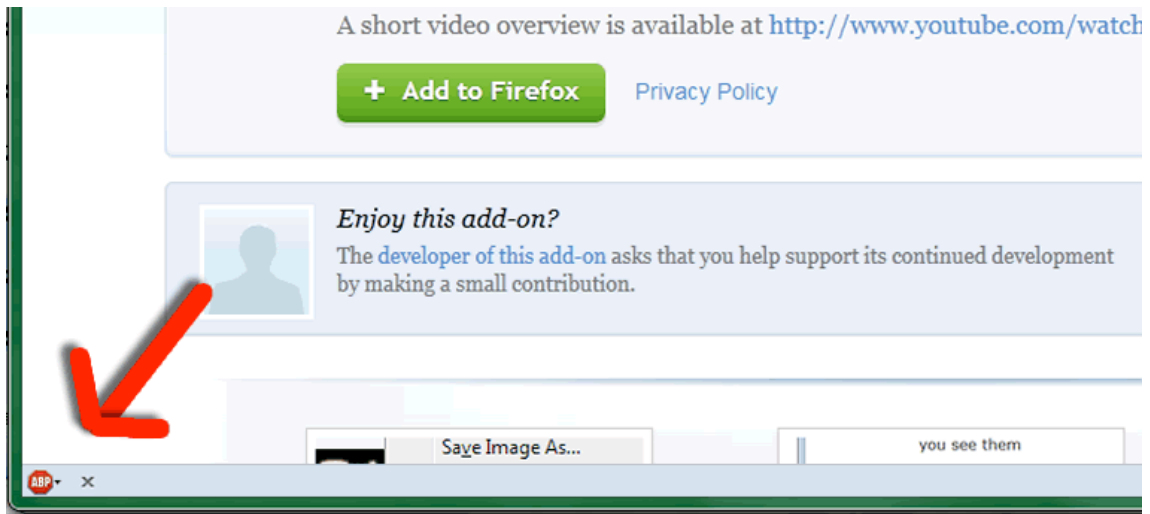 A short video overview is available at http://www.youtube.com/watch
+ Add to Firefox Privacy Policy
Enjoy this add-on?
The developer of this add-on asks that you help support its continued development
by making a small contribution.
Save Image As...
you see them
ABP